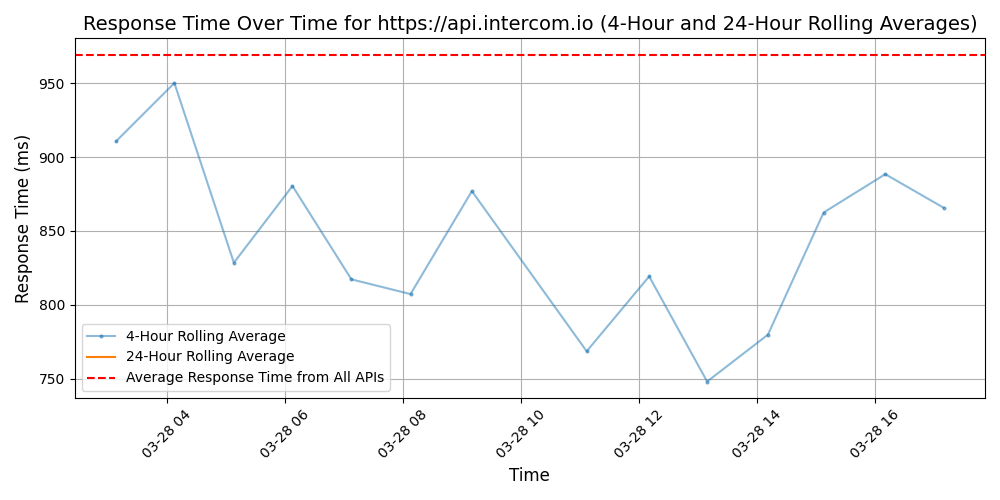 Response Time Over Time for https://api.intercom.io (4-Hour and 24-Hour Rolling Averages)
Response Time (ms)
950
900
850
800
750
4-Hour Rolling Average
24-Hour Rolling Average
Average Response Time from All APIs
03-28 04
03-28 06
03-28 08
03-28 10
03-28 12
03-28 14
03-28 16
Time